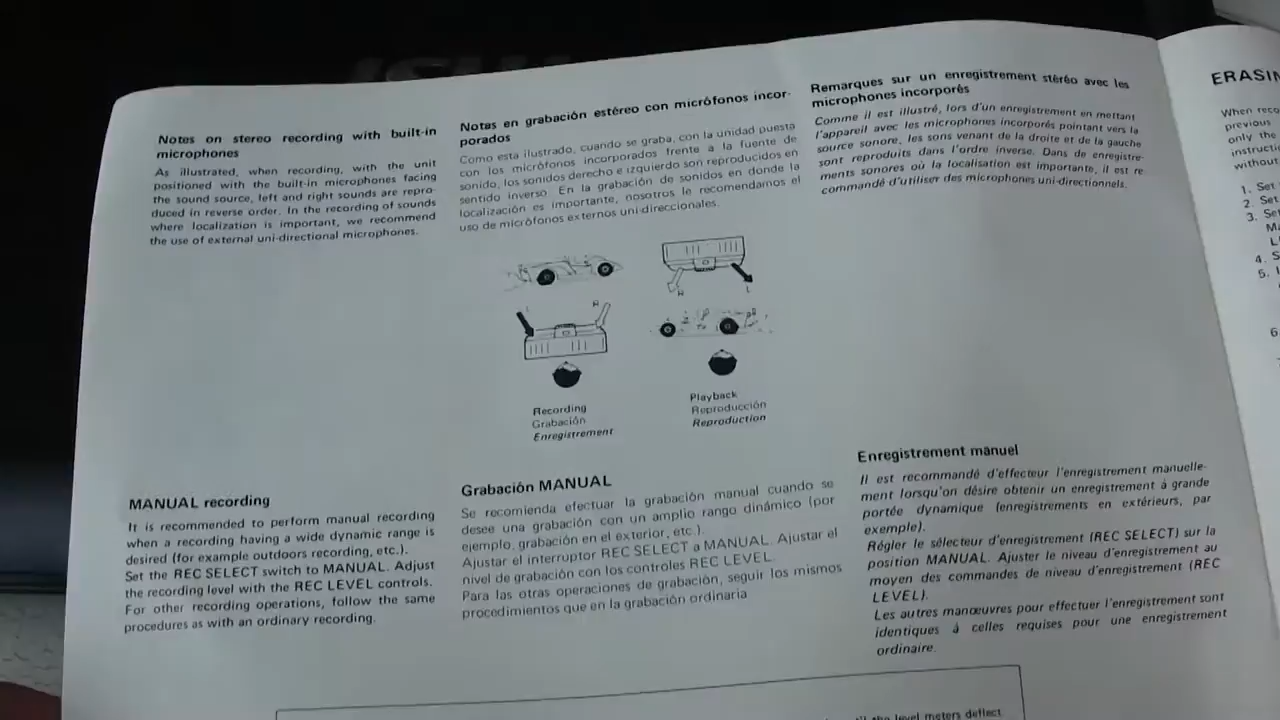 Notes on stereo recording with built-in
microphones
As illustrated, when recording, with the unit
positioned with the built-in microphones facing
the sound source, left and right sounds are repro-
duced in reverse order. In the recording of sounds
where localization is important, we recommend
the use of external uni-directional microphones.
Notas en grabación estéreo con micrófonos incor-
porados
Como esta ilustrado, cuando se graba, con la unidad puesta
con los micrófonos incorporados frente a la fuente de
sonido, los sonidos derecho e izquierdo son reproducidos en
sentido inverso. En la grabación de sonidos en donde la
localización es importante, nosotros le recomendamos el
uso de micrófonos externos uni-direccionales.
Remarques sur un enregistrement stéréo avec les
microphones incorporés
Comme il est illustré, lors d'un enregistrement en mettant
l'appareil avec les microphones incorporés pointant vers la
source sonore, les sons venant de la droite et de la gauche
sont reproduits dans l'ordre inverse. Dans de enregistre-
ments sonores où la localisation est importante, il est re
commandé d'utiliser des microphones uni-directionnels.
R
L
R
Recording
Grabación
Enregistrement
Playback
Reproducción
Reproduction
MANUAL recording
It is recommended to perform manual recording
when a recording having a wide dynamic range is
desired (for example outdoors recording, etc.).
Set the REC SELECT switch to MANUAL. Adjust
the recording level with the REC LEVEL controls.
For other recording operations, follow the same
procedures as with an ordinary recording.
Grabación MANUAL
Se recomienda efectuar la grabación manual cuando se
desee una grabación con un amplio rango dinámico (por
ejemplo, grabación en el exterior, etc.).
Ajustar el interruptor REC SELECT a MANUAL. Ajustar el
nivel de grabación con los controles REC LEVEL.
Para las otras operaciones de grabación, seguir los mismos
procedimientos que en la grabación ordinaria
Enregistrement manuel
Il est recommandé d'effecteur l'enregistrement manuelle-
ment lorsqu'on désire obtenir un enregistrement à grande
portée dynamique (enregistrements en extérieurs, par
exemple).
Régler le sélecteur d'enregistrement (REC SELECT) sur la
position MANUAL. Ajuster le niveau d'enregistrement au
moyen des commandes de niveau d'enregistrement (REC
LEVEL).
Les autres manœuvres pour effectuer l'enregistrement sont
identiques à celles requises pour une enregistrement
ordinaire.
the level meters deflect
ERASIN
When reco
previous
only the
instructi
without
1. Set
2. Set
3. Se
M
L
4. S
5.
6